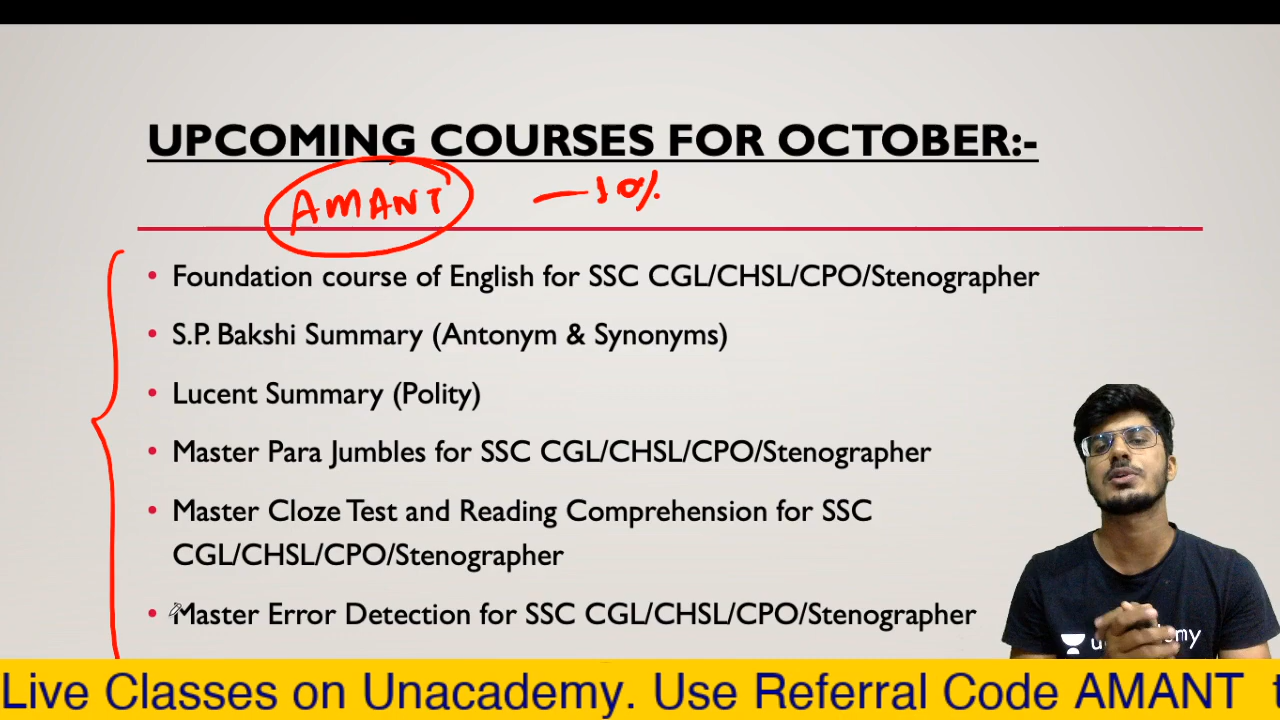 UPCOMING COURSES FOR OCTOBER:-
AMANT — 10%
• Foundation course of English for SSC CGL/CHSL/CPO/Stenographer
• S.P. Bakshi Summary (Antonym & Synonyms)
• Lucent Summary (Polity)
• Master Para Jumbles for SSC CGL/CHSL/CPO/Stenographer
• Master Cloze Test and Reading Comprehension for SSC
CGL/CHSL/CPO/Stenographer
• Master Error Detection for SSC CGL/CHSL/CPO/Stenographer
Live Classes on Unacademy. Use Referral Code AMANT